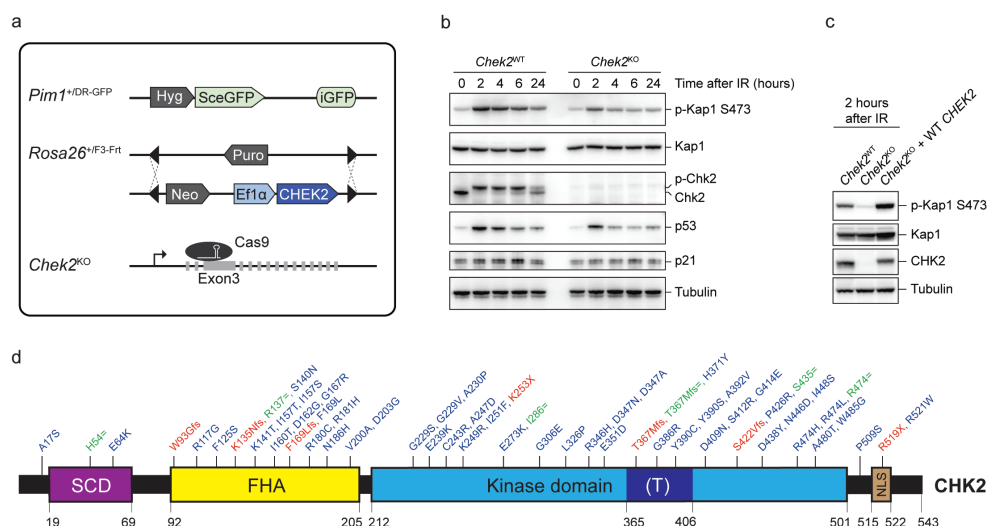 a
Pim1+/DR-GFP
Hyg
SceGFP
iGFP
Rosa26+/F3-Frt
Puro
Neo
Ef1α
CHEK2
Cas9
Chek2KO
Exon3
b
Chek2WT
Chek2KO
0 2 4 6 24 0 2 4 6 24 Time after IR (hours)
p-Kap1 S473
Kap1
p-Chk2
Chk2
p53
p21
Tubulin
c
2 hours
after IR
Chek2WT
Chek2KO
Chek2KO + WT CHEK2
p-Kap1 S473
Kap1
CHK2
Tubulin
d
A17S
H54=
E64K
W93Gfs
R117G
F125S
K135Nfs, R137=, S140N
K141T, I157T, I157S
I160T, D162G, G167R
F169Lfs, F169L
R180C, R181H
N186H
V200A, D203G
G229S, G229V, A230P
E239K
C243R, A247D
K249R, I251F, K253X
E273K, I286=
G306E
L326P
R346H, D347N, D347A
E351D
T367Mfs, T367Mfs=, H371Y
G386R
Y390C, Y390S, A392V
D409N, S412R, G414E
S422Vfs, P426R, S435=
D438Y, N446D, I448S
R474H, R474L, R474=
A480T, W485G
P509S
R519X, R521W
SCD
FHA
Kinase domain
(T)
NLS
CHK2
19 69 92 205 212 365 406 501 515 522 543